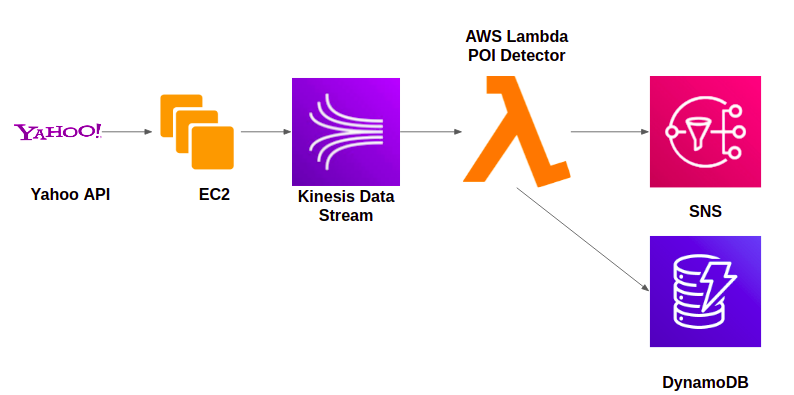 AWS Lambda
POI Detector
YAHOO!
Yahoo API
EC2
Kinesis Data
Stream
SNS
DynamoDB